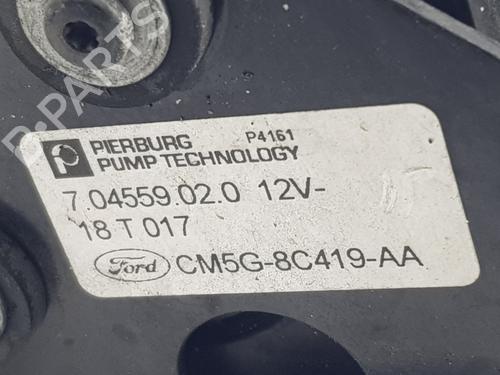 B-PARTS
PIERBURG P4161
PUMP TECHNOLOGY
7.04559.02.0 12V-
18 T 017
Ford CM5G-8C419-AA